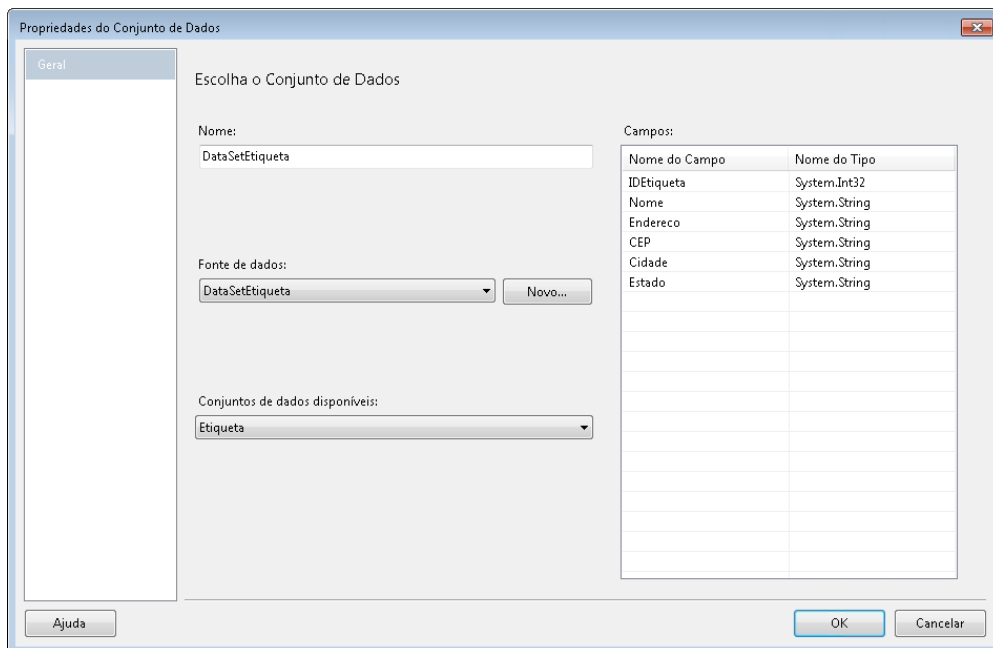 Propriedades do Conjunto de Dados
Geral
Escolha o Conjunto de Dados
Nome:
DataSetEtiqueta
Fonte de dados:
DataSetEtiqueta
Novo...
Conjuntos de dados disponíveis:
Etiqueta
Campos:
Nome do Campo Nome do Tipo
IDEtiqueta System.Int32
Nome System.String
Endereco System.String
CEP System.String
Cidade System.String
Estado System.String
Ajuda
OK
Cancelar